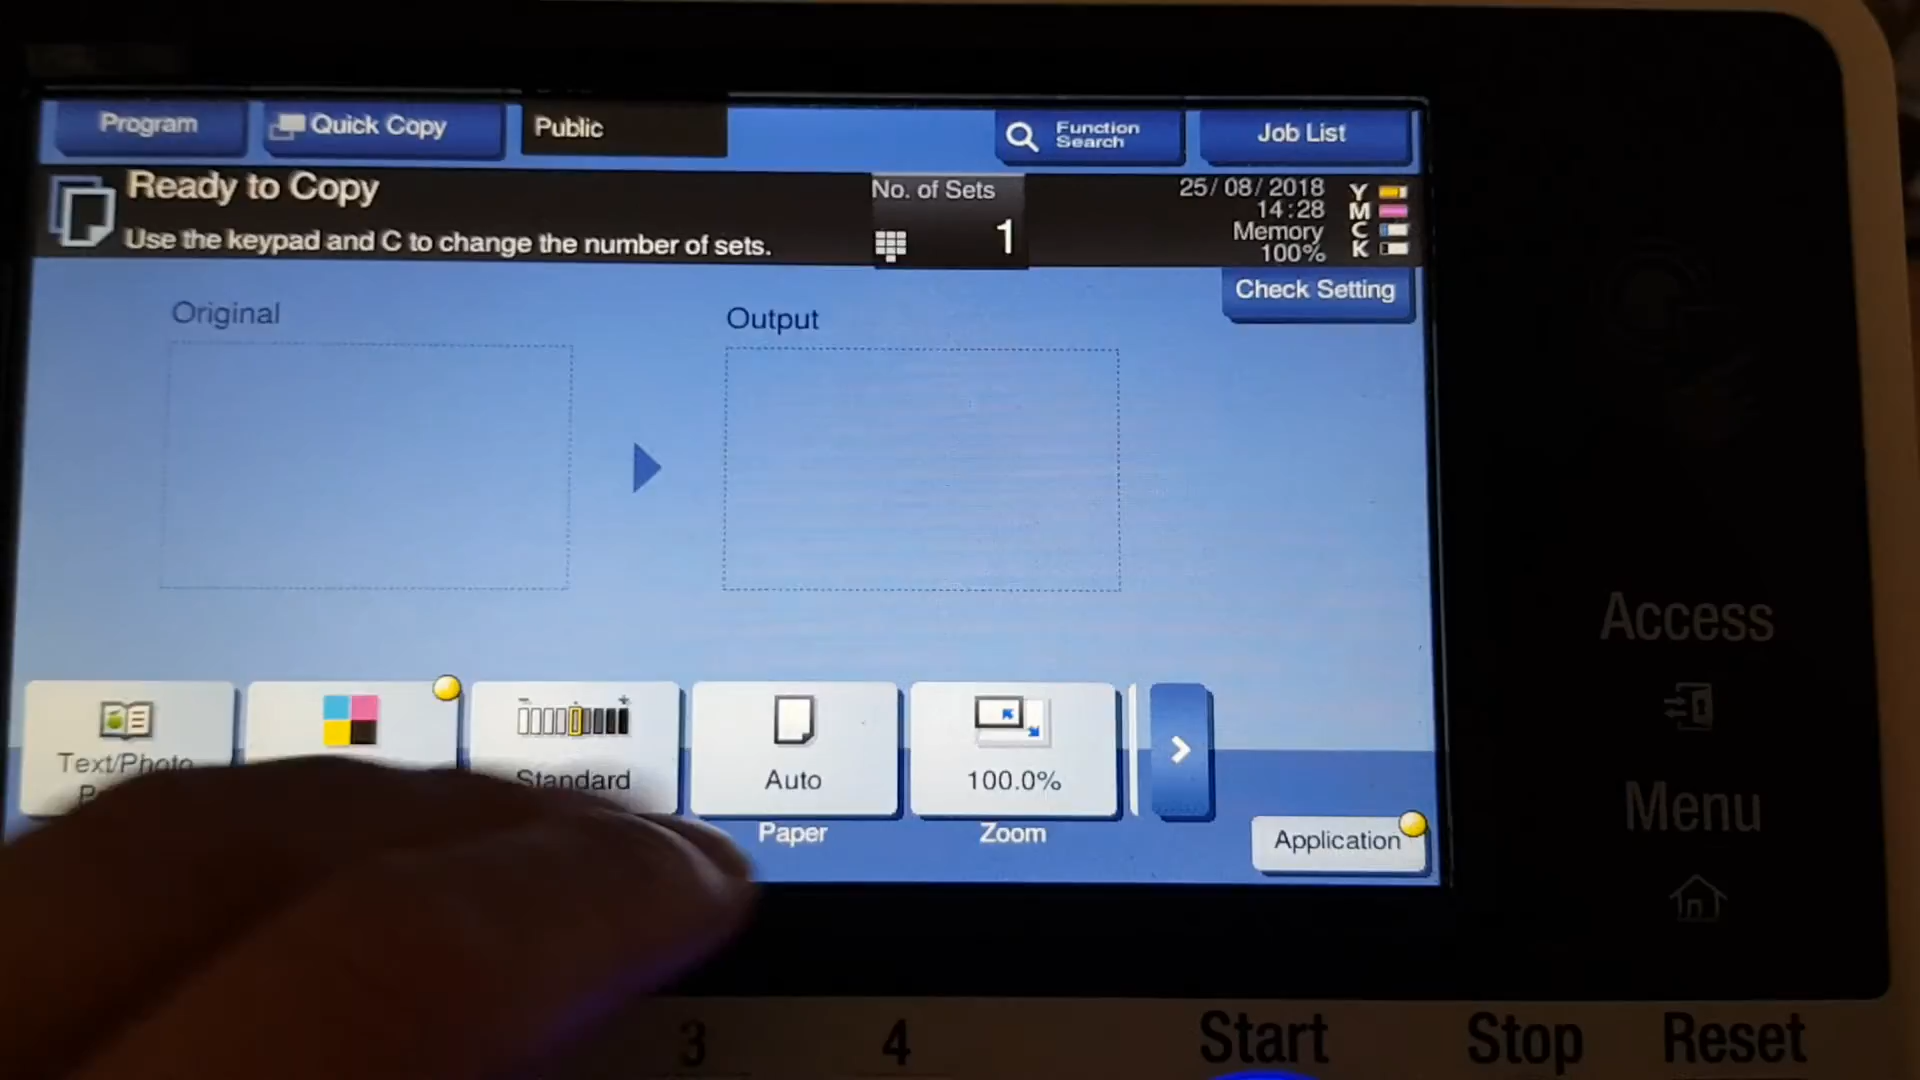 Program
Quick Copy
Public
Function
Search
Job List
Ready to Copy
No. of Sets
25/08/2018
Y
14:28
M
Use the keypad and C to change the number of sets.
1
Memory
C
100%
K
Check Setting
Original
Output
Text/Photo
Standard
Auto
100.0%
Paper
Zoom
Application
Access
Menu
3
4
Start
Stop
Reset